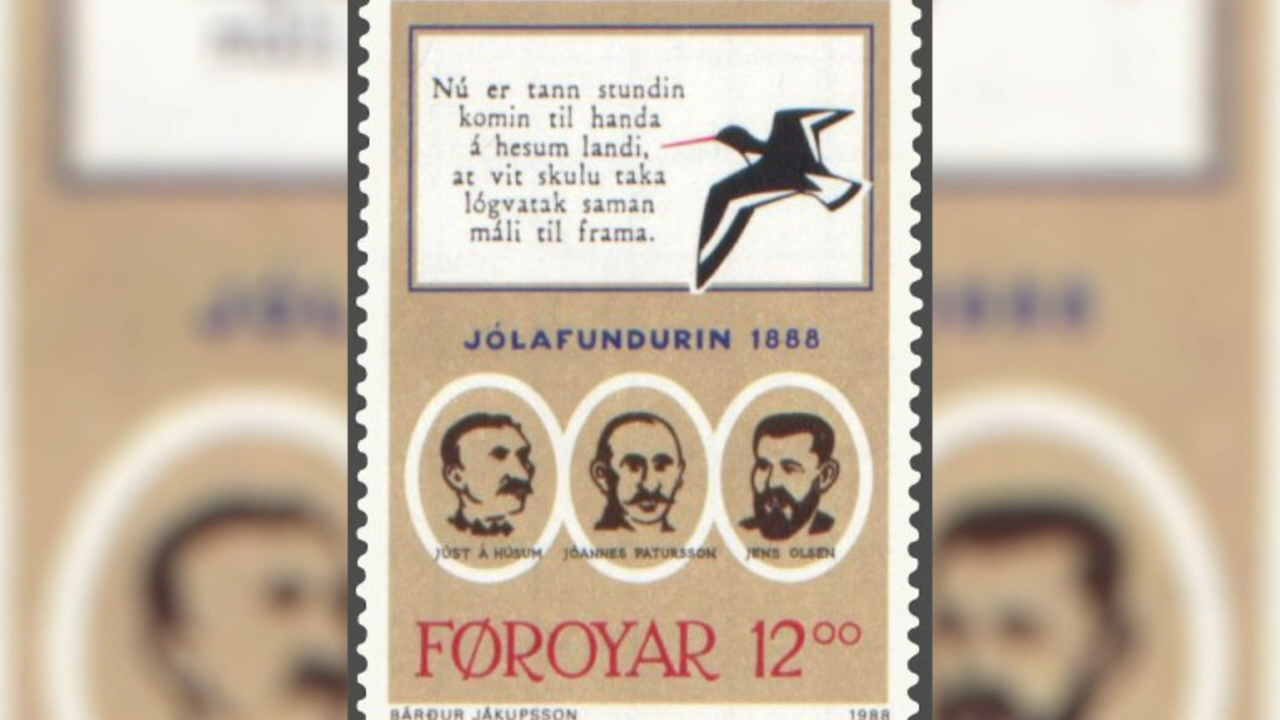 Nú er tann stundin
komin til handa
á hesum landi,
at vit skulu taka
lógvatak saman
máli til frama.
JÓLAFUNDURIN 1888
JÚST Á HÚSUM JÓANNES PATURSSON JENS OLSEN
FØROYAR 12⁰⁰
BÁRÐUR JÁKUPSSON 1988